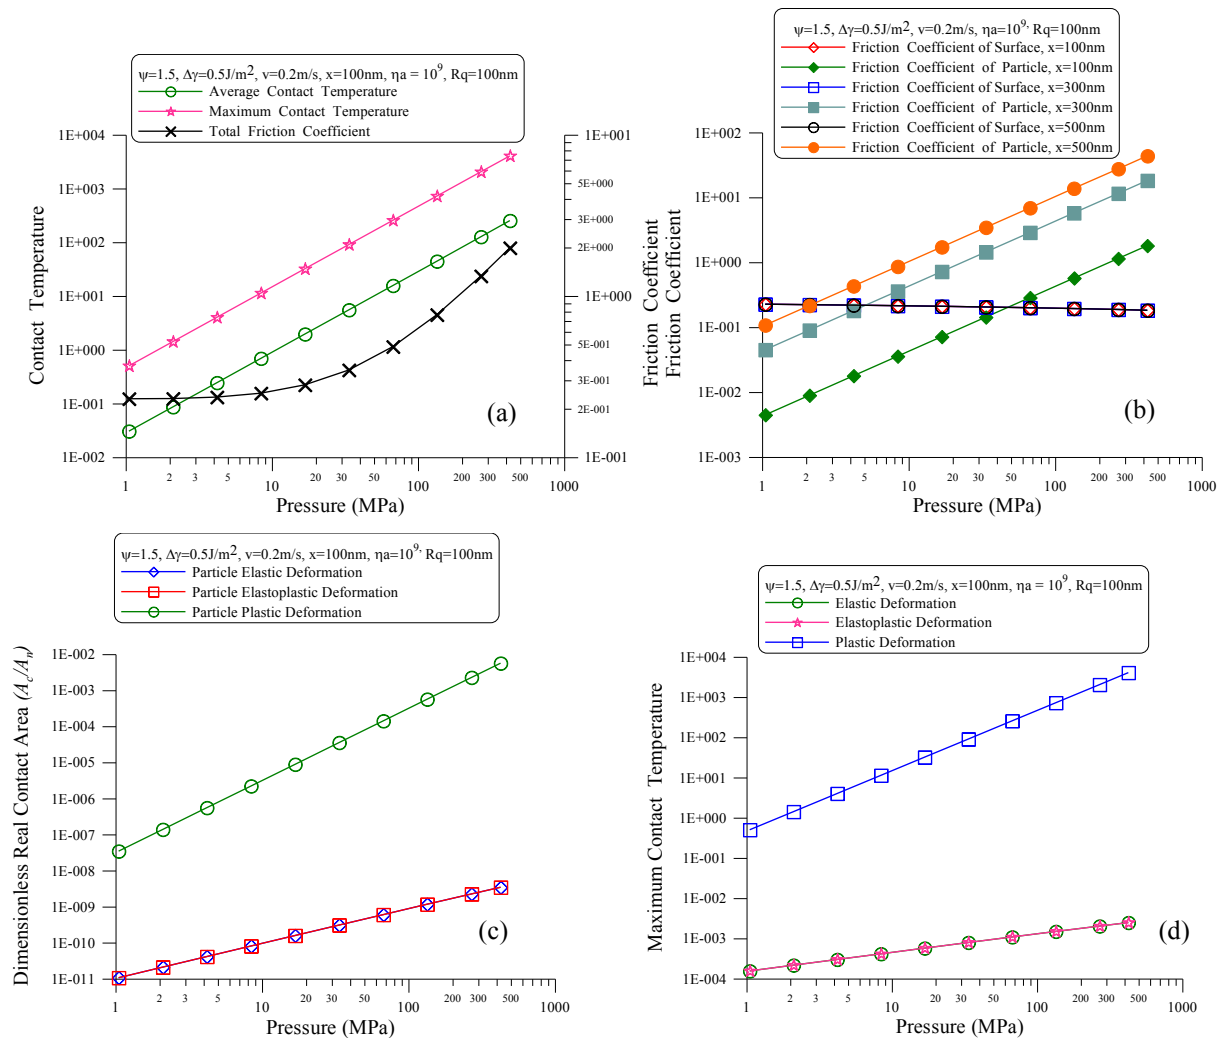 ψ=1.5, Δγ=0.5J/m2, v=0.2m/s, x=100nm, ηa = 10^9, Rq=100nm
Average Contact Temperature
Maximum Contact Temperature
Total Friction Coefficient
1E+004
1E+003
1E+002
1E+001
1E+000
1E-001
1E-002
Contact Temperature
1E+001
5E+000
3E+000
2E+000
1E+000
5E-001
3E-001
2E-001
1E-001
Friction Coefficient
(a)
1 2 3 5 10 20 30 50 100 200 300 500 1000
Pressure (MPa)
ψ=1.5, Δγ=0.5J/m2, v=0.2m/s, ηa=10^9, Rq=100nm
Friction Coefficient of Surface, x=100nm
Friction Coefficient of Particle, x=100nm
Friction Coefficient of Surface, x=300nm
Friction Coefficient of Particle, x=300nm
Friction Coefficient of Surface, x=500nm
Friction Coefficient of Particle, x=500nm
1E+002
1E+001
1E+000
1E-001
1E-002
1E-003
Friction Coefficient
(b)
1 2 3 5 10 20 30 50 100 200 300 500 1000
Pressure (MPa)
ψ=1.5, Δγ=0.5J/m2, v=0.2m/s, x=100nm, ηa=10^9, Rq=100nm
Particle Elastic Deformation
Particle Elastoplastic Deformation
Particle Plastic Deformation
1E-002
1E-003
1E-004
1E-005
1E-006
1E-007
1E-008
1E-009
1E-010
1E-011
Dimensionless Real Contact Area (Ac/An)
(c)
1 2 3 5 10 20 30 50 100 200 300 500 1000
Pressure (MPa)
ψ=1.5, Δγ=0.5J/m2, v=0.2m/s, x=100nm, ηa = 10^9, Rq=100nm
Elastic Deformation
Elastoplastic Deformation
Plastic Deformation
1E+004
1E+003
1E+002
1E+001
1E+000
1E-001
1E-002
1E-003
1E-004
Maximum Contact Temperature
(d)
1 2 3 5 10 20 30 50 100 200 300 500 1000
Pressure (MPa)